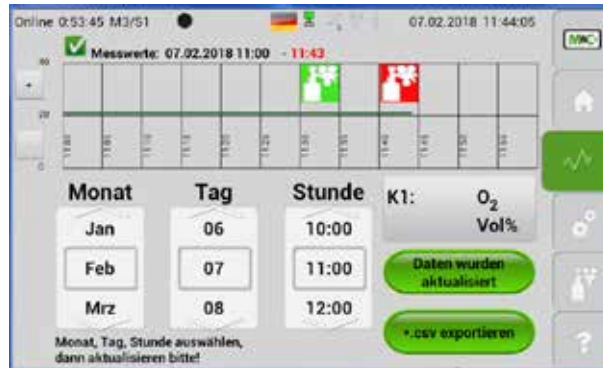 Online 0:53:45 M3/S1 07.02.2018 11:44:05
Messwerte: 07.02.2018 11:00 - 11:43
Monat Tag Stunde K1: O2
Vol%
Jan 06 10:00
Feb 07 11:00
Daten wurden
aktualisiert
Mrz 08 12:00
*.csv exportieren
Monat, Tag, Stunde auswählen,
dann aktualisieren bitte!